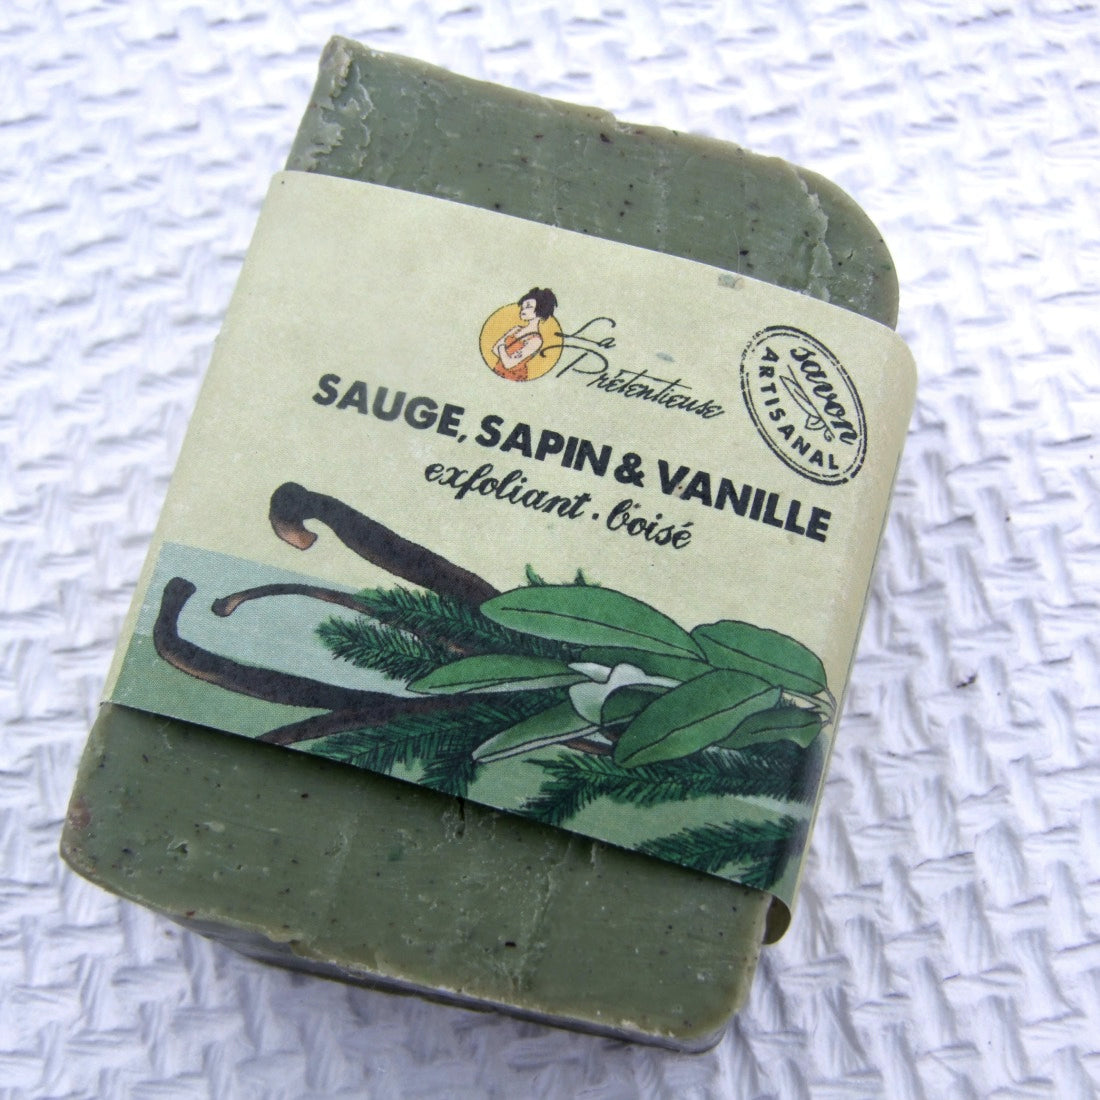 La
Prétentieuse
savon
ARTISANAL
SAUGE, SAPIN & VANILLE
exfoliant . boisé